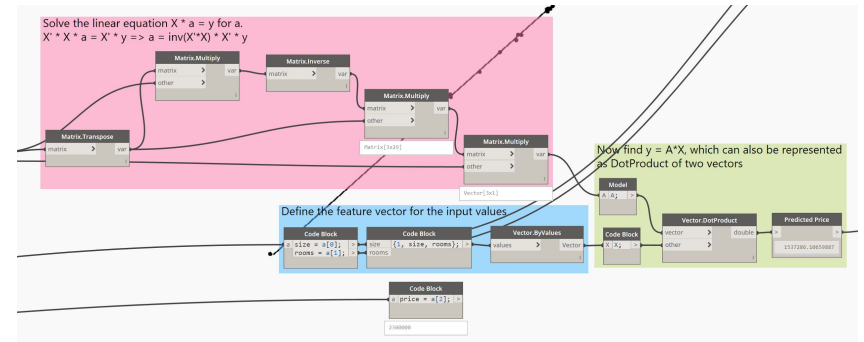 Solve the linear equation X * a = y for a.
X' * X * a = X' * y => a = inv(X'*X) * X' * y
Matrix.Multiply
matrix > var
other >
Matrix.Inverse
matrix > var
Matrix.Multiply
matrix > var
other >
Matrix[3x29]
Matrix.Transpose
matrix > var
Matrix.Multiply
matrix > var
other >
Vector[3x1]
Now find y = A*X, which can also be represented
as DotProduct of two vectors
Model
A A; >
Vector.DotProduct
vector > double
other >
Predicted Price
> >
1537286.10659887
Define the feature vector for the input values
Code Block
a size = a[0]; >
rooms = a[1]; >
Code Block
size {1, size, rooms}; >
rooms
Vector.ByValues
values > Vector
Code Block
X X; >
Code Block
a price = a[2]; >
2300000